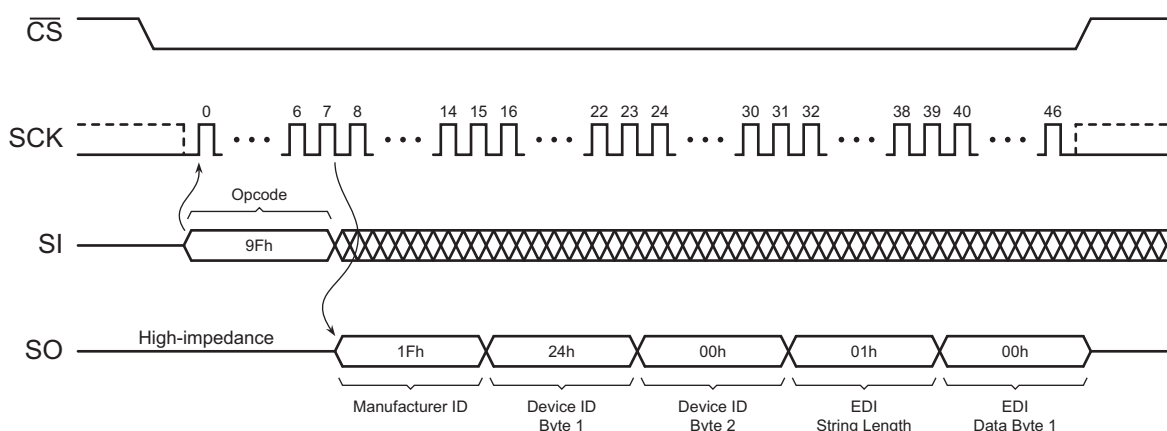 CS
0 6 7 8 14 15 16 22 23 24 30 31 32 38 39 40 46
SCK
Opcode
SI
9Fh
High-impedance
SO
1Fh 24h 00h 01h 00h
Manufacturer ID Device ID Device ID EDI EDI
Byte 1 Byte 2 String Length Data Byte 1